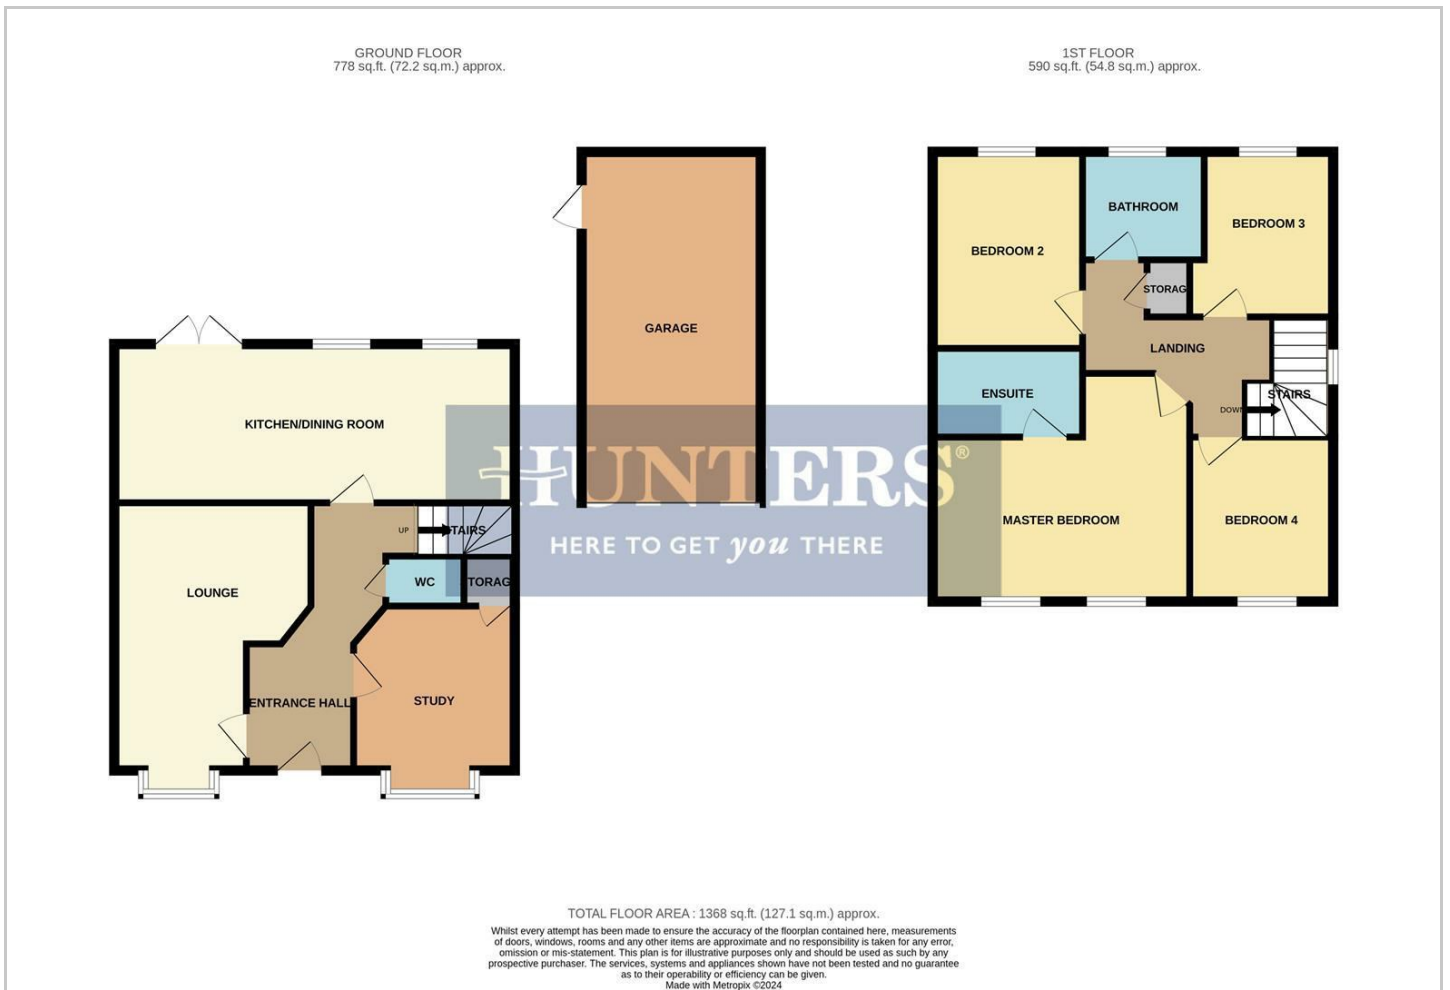 GROUND FLOOR
778 sq.ft. (72.2 sq.m.) approx.
1ST FLOOR
590 sq.ft. (54.8 sq.m.) approx.
BATHROOM
BEDROOM 3
BEDROOM 2
STORAG
GARAGE
LANDING
ENSUITE
STAIRS
DOWN
KITCHEN/DINING ROOM
HUNTERS®
HERE TO GET you THERE
MASTER BEDROOM
BEDROOM 4
UP
TAIRS
WC
TORAG
LOUNGE
STUDY
ENTRANCE HALL
TOTAL FLOOR AREA : 1368 sq.ft. (127.1 sq.m.) approx.
Whilst every attempt has been made to ensure the accuracy of the floorplan contained here, measurements
of doors, windows, rooms and any other items are approximate and no responsibility is taken for any error,
omission or mis-statement. This plan is for illustrative purposes only and should be used as such by any
prospective purchaser. The services, systems and appliances shown have not been tested and no guarantee
as to their operability or efficiency can be given.
Made with Metropix ©2024